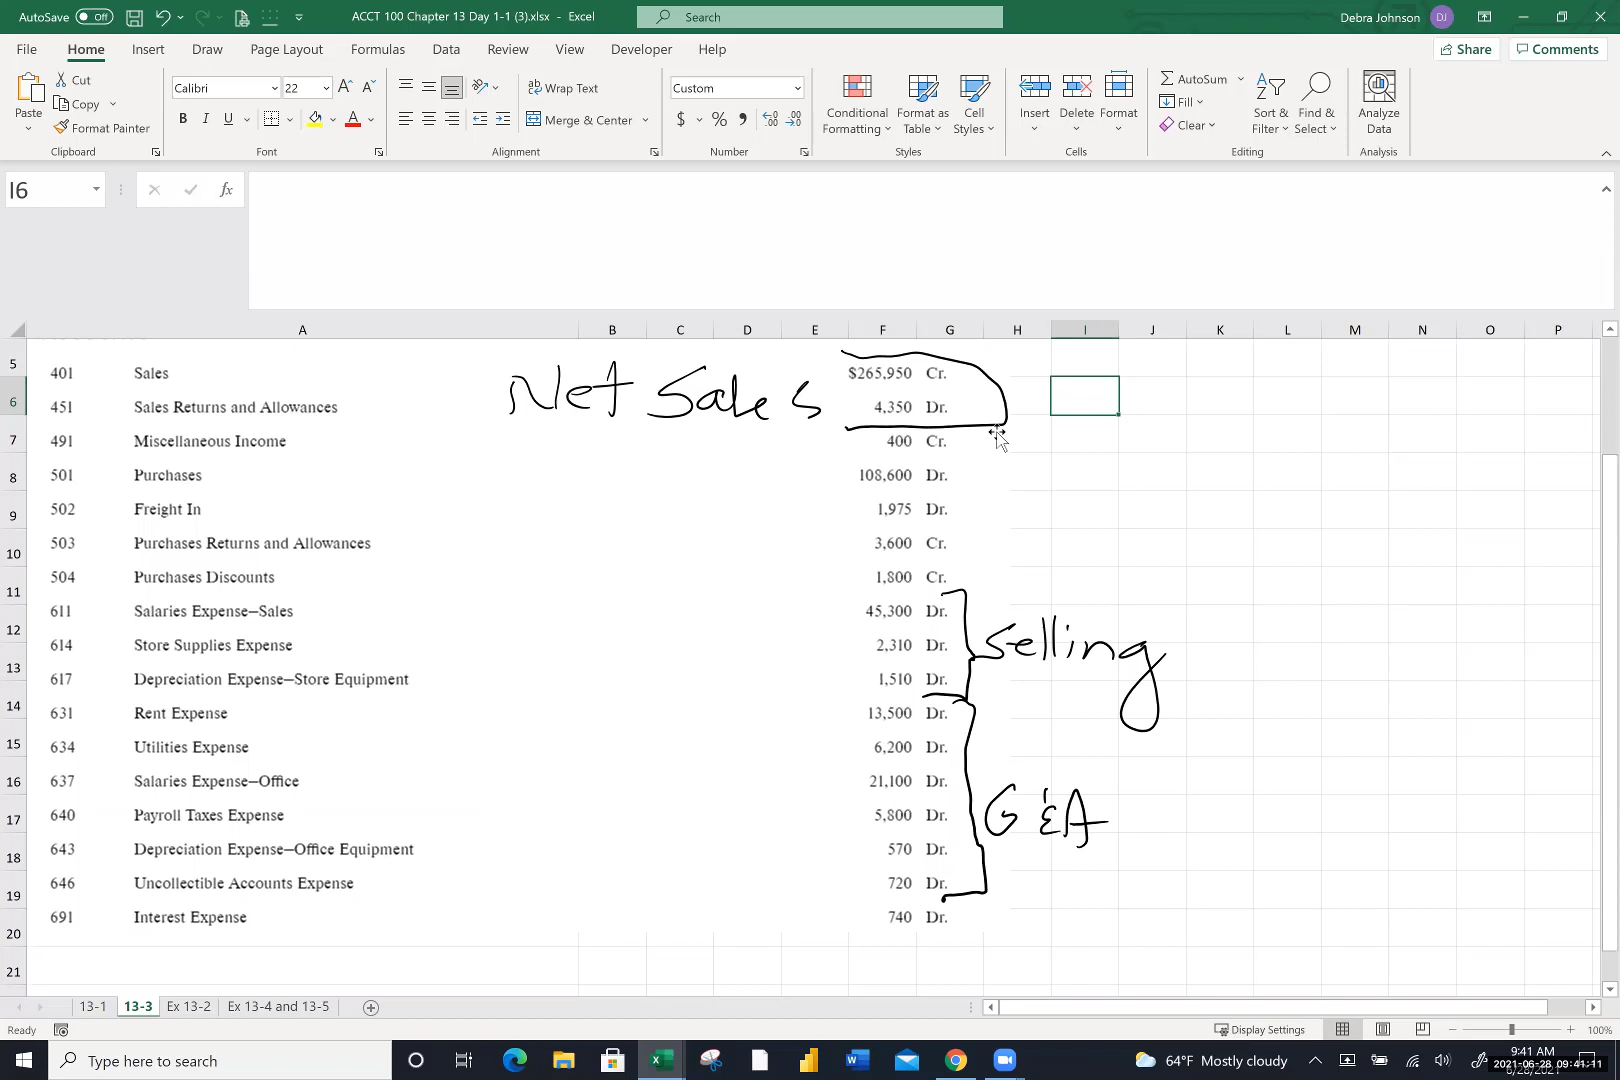 AutoSave Off ACCT 100 Chapter 13 Day 1-1 (3).xlsx - Excel Search Debra Johnson DJ
File Home Insert Draw Page Layout Formulas Data Review View Developer Help Share Comments
Paste Cut Copy Format Painter Clipboard
Calibri 22 A A B I U A Font
ab Wrap Text Merge & Center Alignment
Custom $ % Number
Conditional Formatting Format as Table Cell Styles Styles
Insert Delete Format Cells
AutoSum Fill Clear Sort & Filter Find & Select Editing
Analyze Data Analysis
I6 fx
A B C D E F G H I J K L M N O P
5 401 Sales $265,950 Cr.
Net Sales
6 451 Sales Returns and Allowances 4,350 Dr.
7 491 Miscellaneous Income 400 Cr.
8 501 Purchases 108,600 Dr.
9 502 Freight In 1,975 Dr.
10 503 Purchases Returns and Allowances 3,600 Cr.
11 504 Purchases Discounts 1,800 Cr.
12 611 Salaries Expense—Sales 45,300 Dr.
13 614 Store Supplies Expense 2,310 Dr. Selling
14 617 Depreciation Expense—Store Equipment 1,510 Dr.
15 631 Rent Expense 13,500 Dr.
16 634 Utilities Expense 6,200 Dr.
17 637 Salaries Expense—Office 21,100 Dr.
18 640 Payroll Taxes Expense 5,800 Dr. G & A
19 643 Depreciation Expense—Office Equipment 570 Dr.
20 646 Uncollectible Accounts Expense 720 Dr.
21 691 Interest Expense 740 Dr.
13-1 13-3 Ex 13-2 Ex 13-4 and 13-5
Ready Display Settings 100%
Type here to search 64°F Mostly cloudy 9:41 AM
2021-06-28 09:41:11